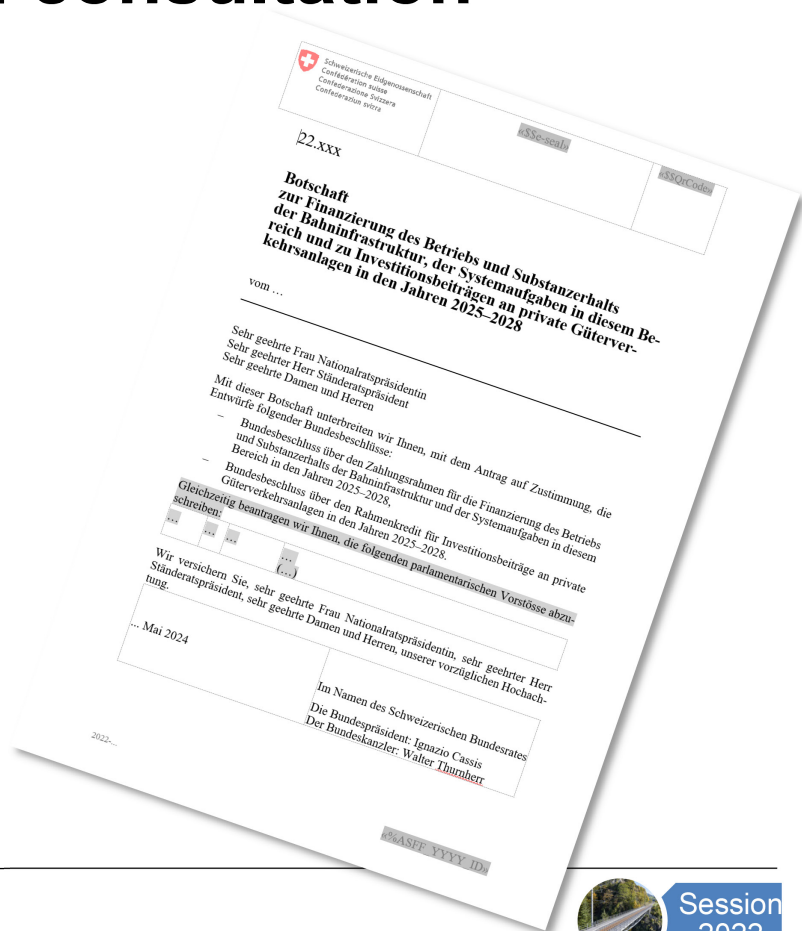 consultation
Schweizerische Eidgenossenschaft
Confédération suisse
Confederazione Svizzera
Confederaziun svizra
«$$e-seal»
«$$QrCode»
22.xxx
Botschaft
zur Finanzierung des Betriebs und Substanzerhalts
der Bahninfrastruktur, der Systemaufgaben in diesem Be-
reich und zu Investitionsbeiträgen an private Güterver-
kehrsanlagen in den Jahren 2025–2028
vom …
Sehr geehrte Frau Nationalratspräsidentin
Sehr geehrter Herr Ständeratspräsident
Sehr geehrte Damen und Herren
Mit dieser Botschaft unterbreiten wir Ihnen, mit dem Antrag auf Zustimmung, die
Entwürfe folgender Bundesbeschlüsse:
– Bundesbeschluss über den Zahlungsrahmen für die Finanzierung des Betriebs
und Substanzerhalts der Bahninfrastruktur und der Systemaufgaben in diesem
Bereich in den Jahren 2025–2028,
– Bundesbeschluss über den Rahmenkredit für Investitionsbeiträge an private
Güterverkehrsanlagen in den Jahren 2025–2028.
Gleichzeitig beantragen wir Ihnen, die folgenden parlamentarischen Vorstösse abzu-
schreiben:
… … … …
(…)
Wir versichern Sie, sehr geehrte Frau Nationalratspräsidentin, sehr geehrter Herr
Ständeratspräsident, sehr geehrte Damen und Herren, unserer vorzüglichen Hochach-
tung.
... Mai 2024
Im Namen des Schweizerischen Bundesrates
Die Bundespräsident: Ignazio Cassis
Der Bundeskanzler: Walter Thurnherr
2022-...
«%ASFF_YYYY_ID»
Session
2022